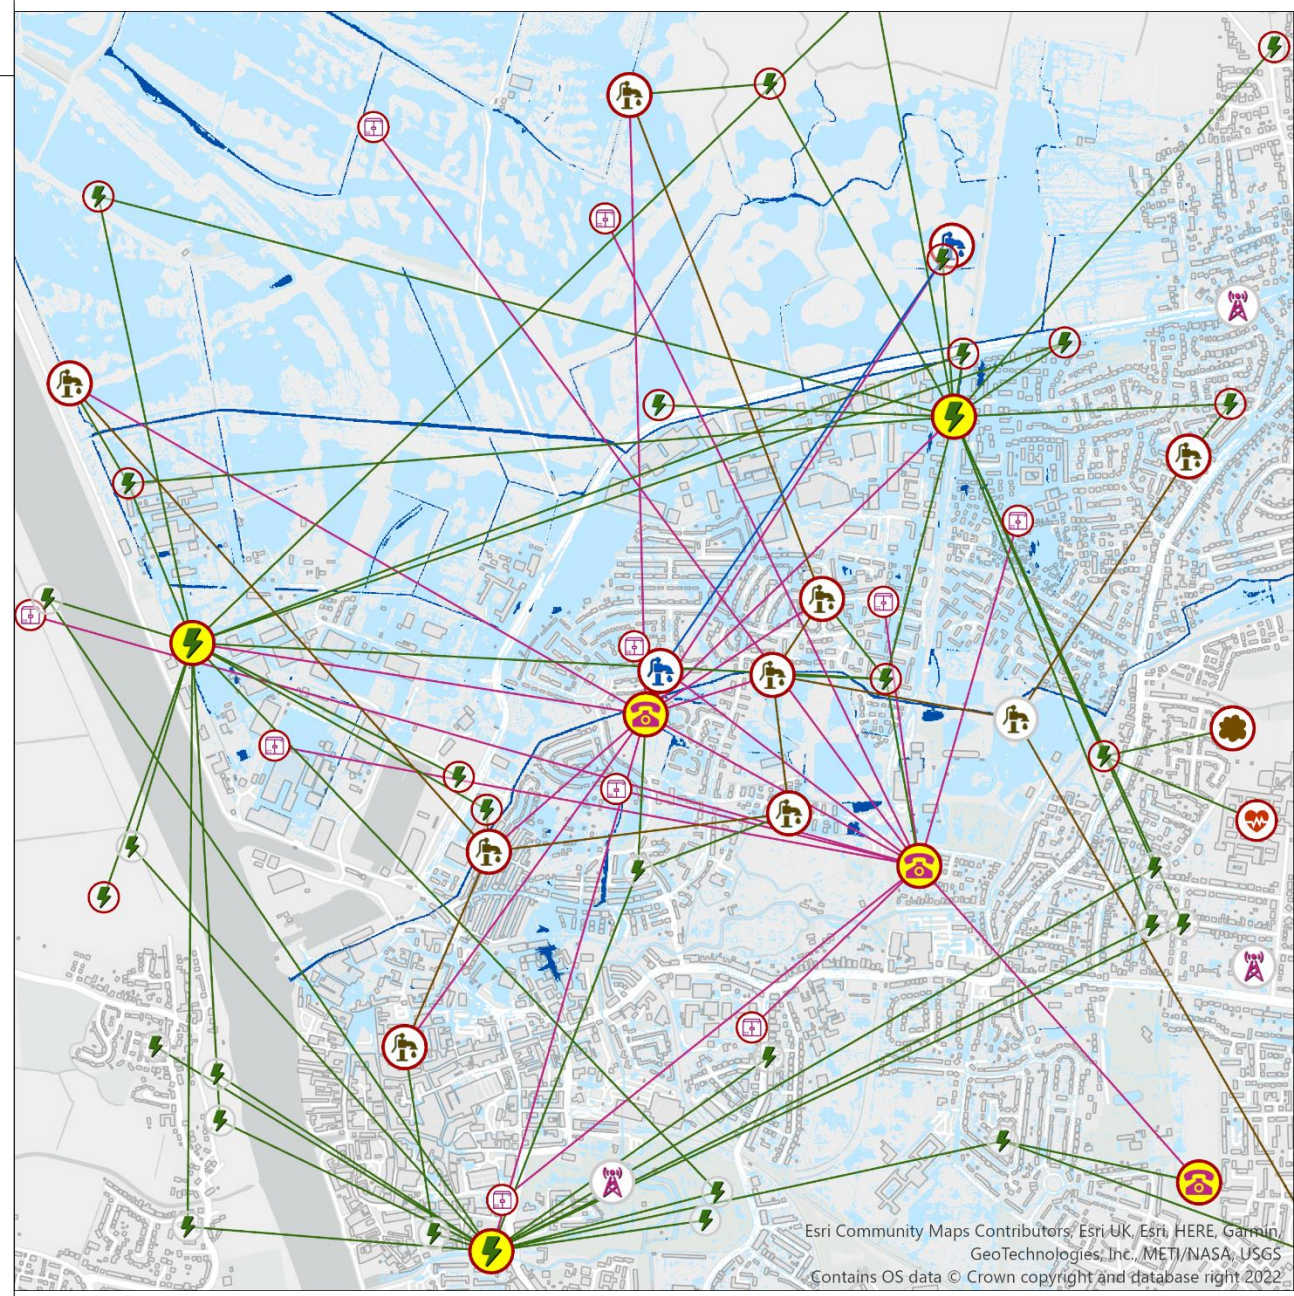 Esri Community Maps Contributors, Esri UK, Esri, HERE, Garmin,
GeoTechnologies, Inc., METI/NASA, USGS
Contains OS data © Crown copyright and database right 2022